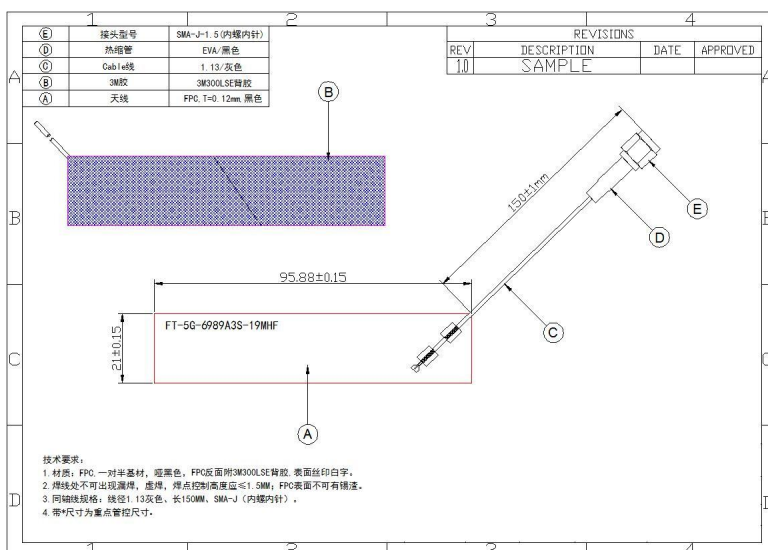 1 2 3 4
Ⓔ 接头型号 SMA-J-1.5(内螺内针)
Ⓓ 热缩管 EVA/黑色
Ⓒ Cable线 1.13/灰色
Ⓑ 3M胶 3M300LSE背胶
Ⓐ 天线 FPC.T=0.12mm.黑色
REVISIONS
REV DESCRIPTION DATE APPROVED
1.0 SAMPLE
A
B
C
D
B
150±1mm
E
D
C
95.88±0.15
21±0.15
FT-5G-6989A3S-19MHF
A
技术要求:
1. 材质: FPC.一对半基材, 哑黑色, FPC反面附3M300LSE背胶.表面丝印白字。
2. 焊线处不可出现漏焊, 虚焊, 焊点控制高度应≤1.5MM; FPC表面不可有锡渣。
3. 同轴线规格: 线径1.13灰色、长150MM、SMA-J (内螺内针) 。
4. 带*尺寸为重点管控尺寸.
1 2 3 4